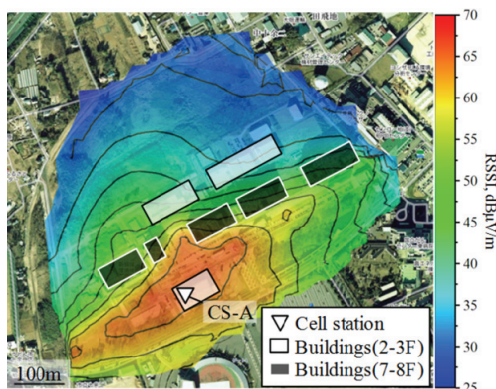 70
65
60
55
50
45
40
35
30
25
RSSI, dBμV/m
CS-A
Cell station
Buildings(2-3F)
Buildings(7-8F)
100m